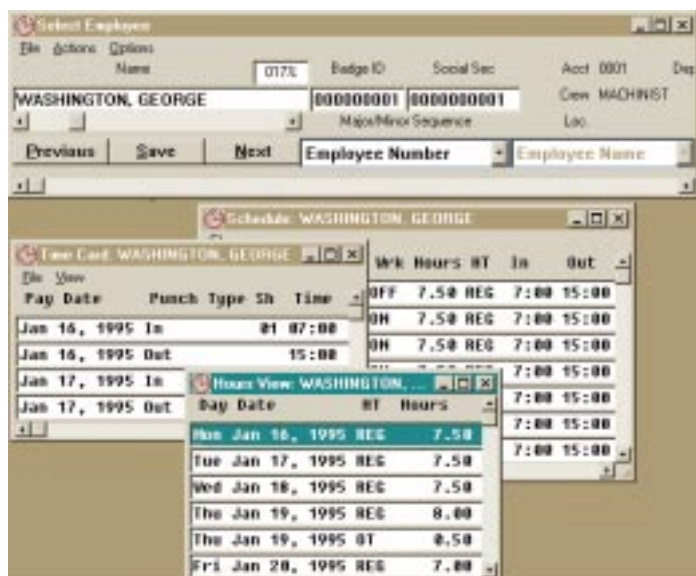 Select Employee
File Actions Options
Name 017% Badge ID Social Sec Acct 0001 Dep
WASHINGTON, GEORGE 000000001 0000000001 Crew MACHINIST
Major/Minor Sequence Loc.
Previous Save Next Employee Number Employee Name
Schedule: WASHINGTON, GEORGE
Wrk Hours HT In Out
OFF 7.50 REG 7:00 15:00
ON 7.50 REG 7:00 15:00
ON 7.50 REG 7:00 15:00
7:00 15:00
7:00 15:00
7:00 15:00
7:00 15:00
Time Card: WASHINGTON, GEORGE
File View
Pay Date Punch Type Sh Time
Jan 16, 1995 In 01 07:00
Jan 16, 1995 Out 15:00
Jan 17, 1995 In
Jan 17, 1995 Out
Hours View: WASHINGTON, ...
Day Date HT Hours
Mon Jan 16, 1995 REG 7.50
Tue Jan 17, 1995 REG 7.50
Wed Jan 18, 1995 REG 7.50
Thu Jan 19, 1995 REG 8.00
Thu Jan 19, 1995 OT 0.50
Fri Jan 20, 1995 REG 7.00